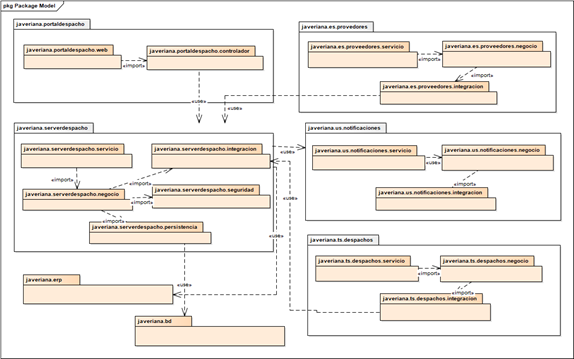 pkg Package Model
javeriana.portaldespacho
javeriana.portaldespacho.web
javeriana.portaldespacho.controlador
«import»
javeriana.es.provedores
javeriana.es.proveedores.servicio
javeriana.es.proveedores.negocio
«import»
«import»
javeriana.es.proveedores.integracion
«use»
«use»
javeriana.serverdespacho
javeriana.serverdespacho.servicio
javeriana.serverdespacho.integracion
«import»
«import»
javeriana.serverdespacho.negocio
javeriana.serverdespacho.seguridad
«import»
«import»
javeriana.serverdespacho.persistencia
«use»
javeriana.us.notificaciones
javeriana.us.notificaciones.servicio
javeriana.us.notificaciones.negocio
«use»
«import»
javeriana.us.notificaciones.integracion
«use»
«use»
javeriana.ts.despachos
javeriana.ts.despachos.servicio
javeriana.ts.despachos.negocio
«import»
«import»
javeriana.ts.despachos.integracion
«use»
javeriana.erp
javeriana.bd